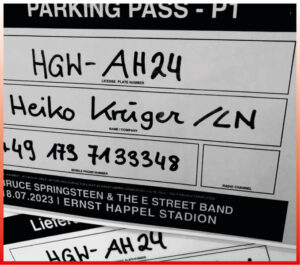 PARKING PASS - P1
HGW-AH24
LICENSE PLATE NUMBER
Heiko Krüger /LN
NAME / COMPANY
+49 173 7133348
MOBILE PHONE NUMBER
RADIO CHANNEL
BRUCE SPRINGSTEEN & THE E STREET BAND
18.07.2023 | ERNST HAPPEL STADION
Liefer
HGW-AH24